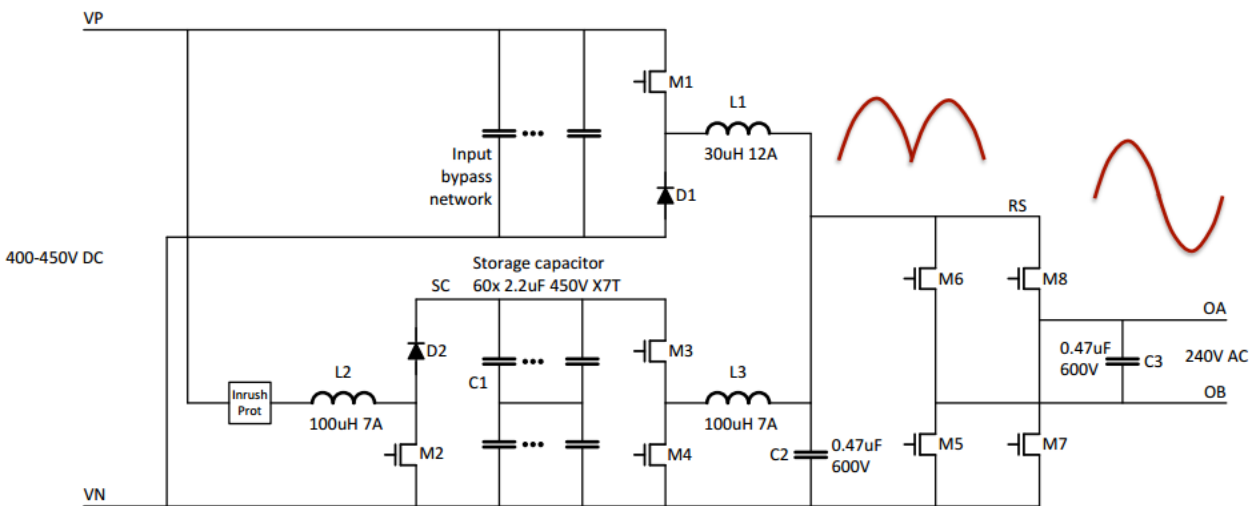 VP
M1
L1
30uH 12A
Input
bypass
network
D1
RS
400-450V DC
Storage capacitor
60x 2.2uF 450V X7T
SC
M6
M8
OA
D2
M3
0.47uF
600V
C3
240V AC
L2
C1
L3
Inrush
Prot
OB
100uH 7A
100uH 7A
M2
M4
C2
0.47uF
600V
M5
M7
VN